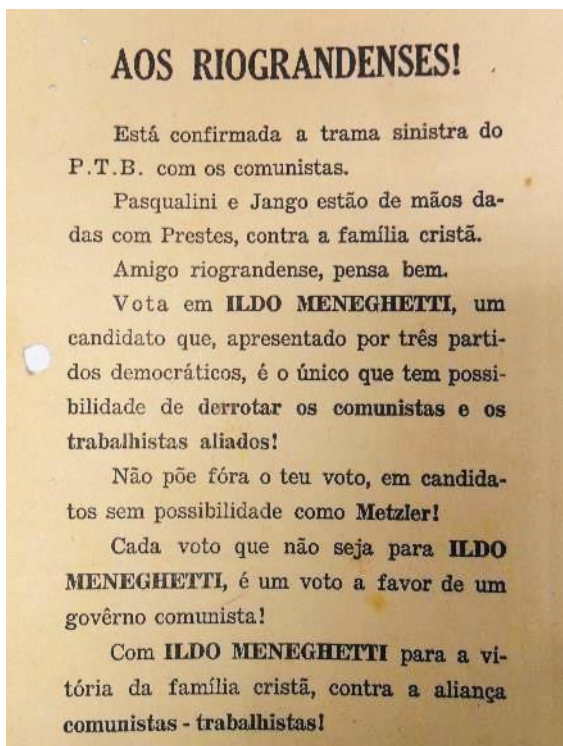 AOS RIOGRANDENSES!
Está confirmada a trama sinistra do
P.T.B. com os comunistas.
Pasqualini e Jango estão de mãos da-
das com Prestes, contra a família cristã.
Amigo riograndense, pensa bem.
Vota em ILDO MENEGHETTI, um
candidato que, apresentado por três parti-
dos democráticos, é o único que tem possi-
bilidade de derrotar os comunistas e os
trabalhistas aliados!
Não põe fóra o teu voto, em candida-
tos sem possibilidade como Metzler!
Cada voto que não seja para ILDO
MENEGHETTI, é um voto a favor de um
govêrno comunista!
Com ILDO MENEGHETTI para a vi-
tória da família cristã, contra a aliança
comunistas - trabalhistas!